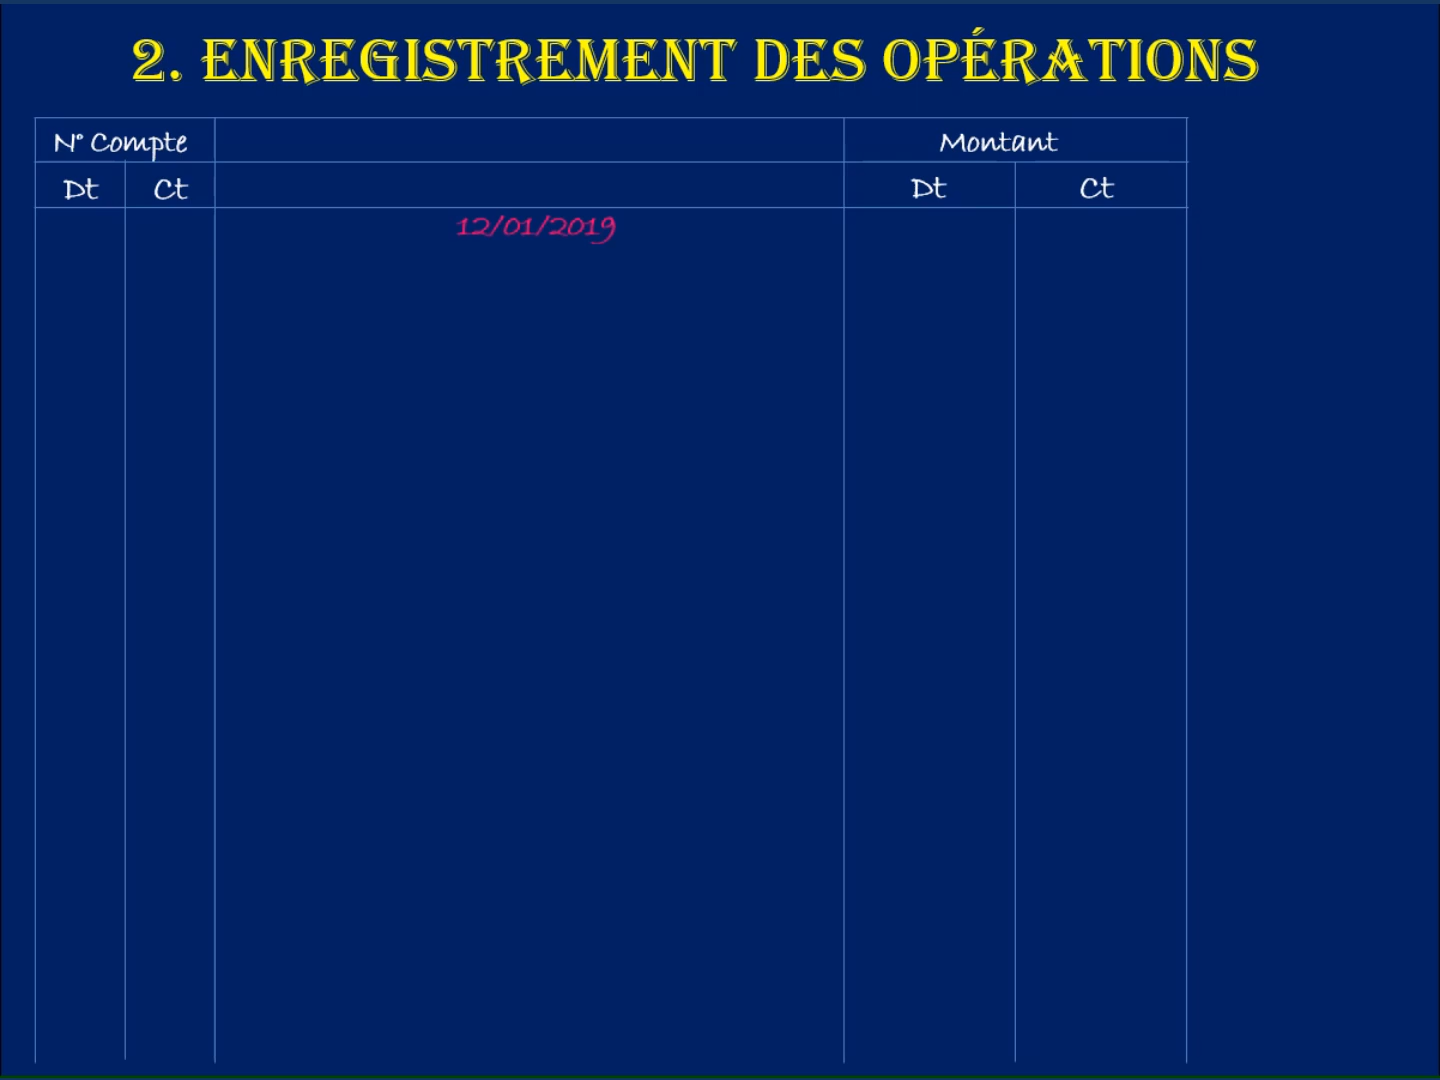 2. ENREGISTREMENT DES OPÉRATIONS
N° Compte Montant
Dt Ct Dt Ct
12/01/2019